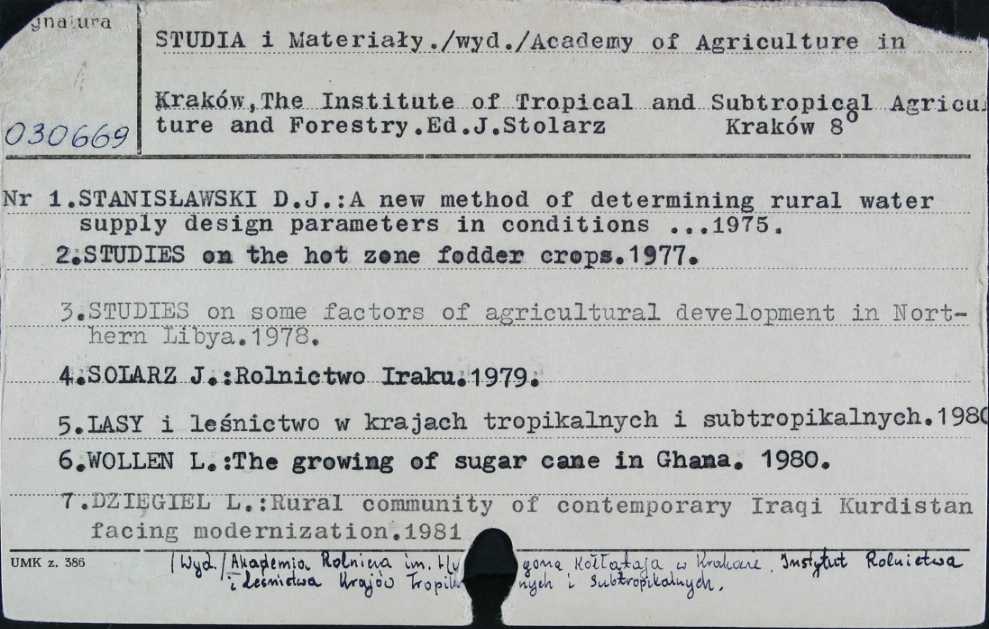 gnatura
STUDIA i Materiały./wyd./Academy of Agriculture in
Kraków,The Institute of Tropical and Subtropical Agricu
030669
ture and Forestry.Ed.J.Stolarz Kraków 8º
Nr 1.STANISŁAWSKI D.J.:A new method of determining rural water
supply design parameters in conditions ...1975.
2.STUDIES on the hot zone fodder crops.1977.
3.STUDIES on some factors of agricultural development in Nort-
hern Libya.1978.
4.SOLARZ J.:Rolnictwo Iraku.1979.
5.LASY i leśnictwo w krajach tropikalnych i subtropikalnych.1980
6.WOLLEN L.:The growing of sugar cane in Ghana. 1980.
7.DZIĘGIEL L.:Rural community of contemporary Iraqi Kurdistan
facing modernization.1981
UMK z. 386
/Wyd./ Akademia Rolnicza im. Hu gona Kołłątaja w Krakowie. Instytut Rolnictwa
i Leśnictwa Krajów Tropik nych i Subtropikalnych.